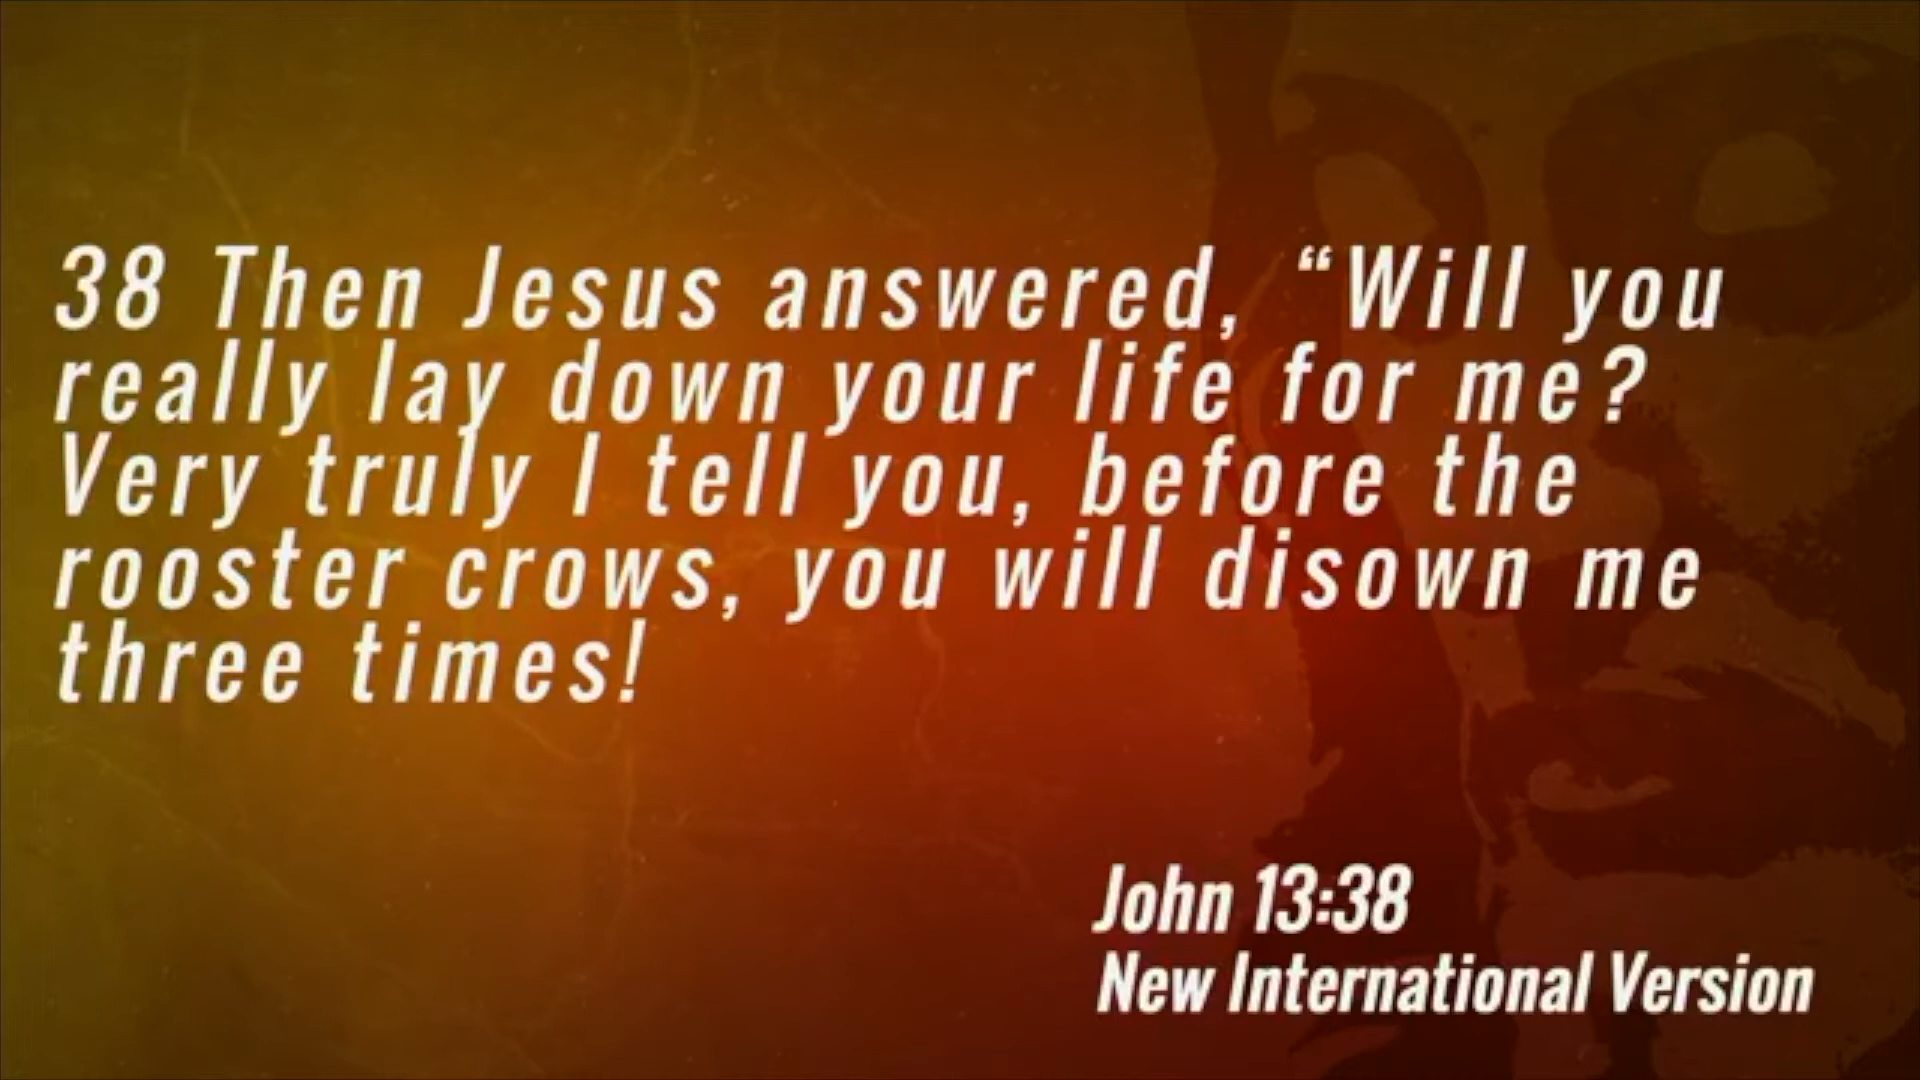 38 Then Jesus answered, “Will you
really lay down your life for me?
Very truly I tell you, before the
rooster crows, you will disown me
three times!
John 13:38
New International Version